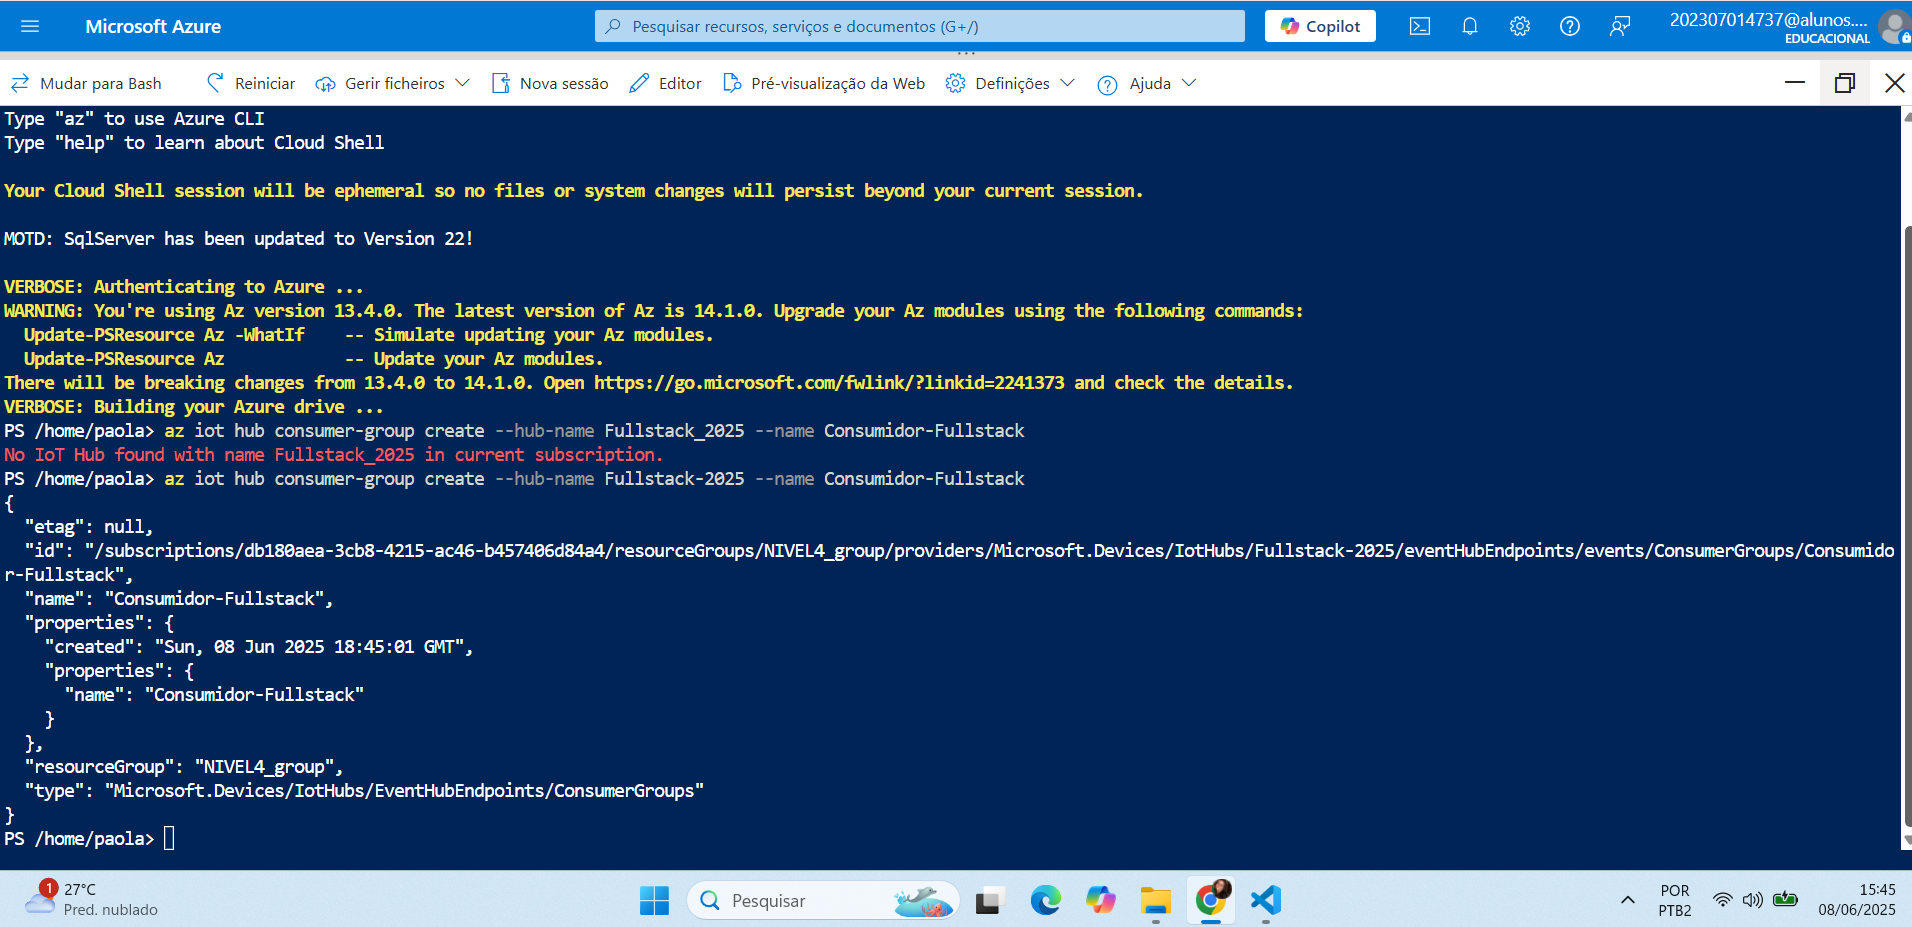 Microsoft Azure
Pesquisar recursos, serviços e documentos (G+/)
Copilot
202307014737@alunos....
EDUCACIONAL
Mudar para Bash
Reiniciar
Gerir ficheiros
Nova sessão
Editor
Pré-visualização da Web
Definições
Ajuda
Type "az" to use Azure CLI
Type "help" to learn about Cloud Shell
Your Cloud Shell session will be ephemeral so no files or system changes will persist beyond your current session.
MOTD: SqlServer has been updated to Version 22!
VERBOSE: Authenticating to Azure ...
WARNING: You're using Az version 13.4.0. The latest version of Az is 14.1.0. Upgrade your Az modules using the following commands:
Update-PSResource Az -WhatIf    -- Simulate updating your Az modules.
Update-PSResource Az            -- Update your Az modules.
There will be breaking changes from 13.4.0 to 14.1.0. Open https://go.microsoft.com/fwlink/?linkid=2241373 and check the details.
VERBOSE: Building your Azure drive ...
PS /home/paola> az iot hub consumer-group create --hub-name Fullstack_2025 --name Consumidor-Fullstack
No IoT Hub found with name Fullstack_2025 in current subscription.
PS /home/paola> az iot hub consumer-group create --hub-name Fullstack-2025 --name Consumidor-Fullstack
{
"etag": null,
"id": "/subscriptions/db180aea-3cb8-4215-ac46-b457406d84a4/resourceGroups/NIVEL4_group/providers/Microsoft.Devices/IotHubs/Fullstack-2025/eventHubEndpoints/events/ConsumerGroups/Consumido
r-Fullstack",
"name": "Consumidor-Fullstack",
"properties": {
"created": "Sun, 08 Jun 2025 18:45:01 GMT",
"properties": {
"name": "Consumidor-Fullstack"
}
},
"resourceGroup": "NIVEL4_group",
"type": "Microsoft.Devices/IotHubs/EventHubEndpoints/ConsumerGroups"
}
PS /home/paola>
1
27°C
Pred. nublado
Pesquisar
POR
PTB2
15:45
08/06/2025